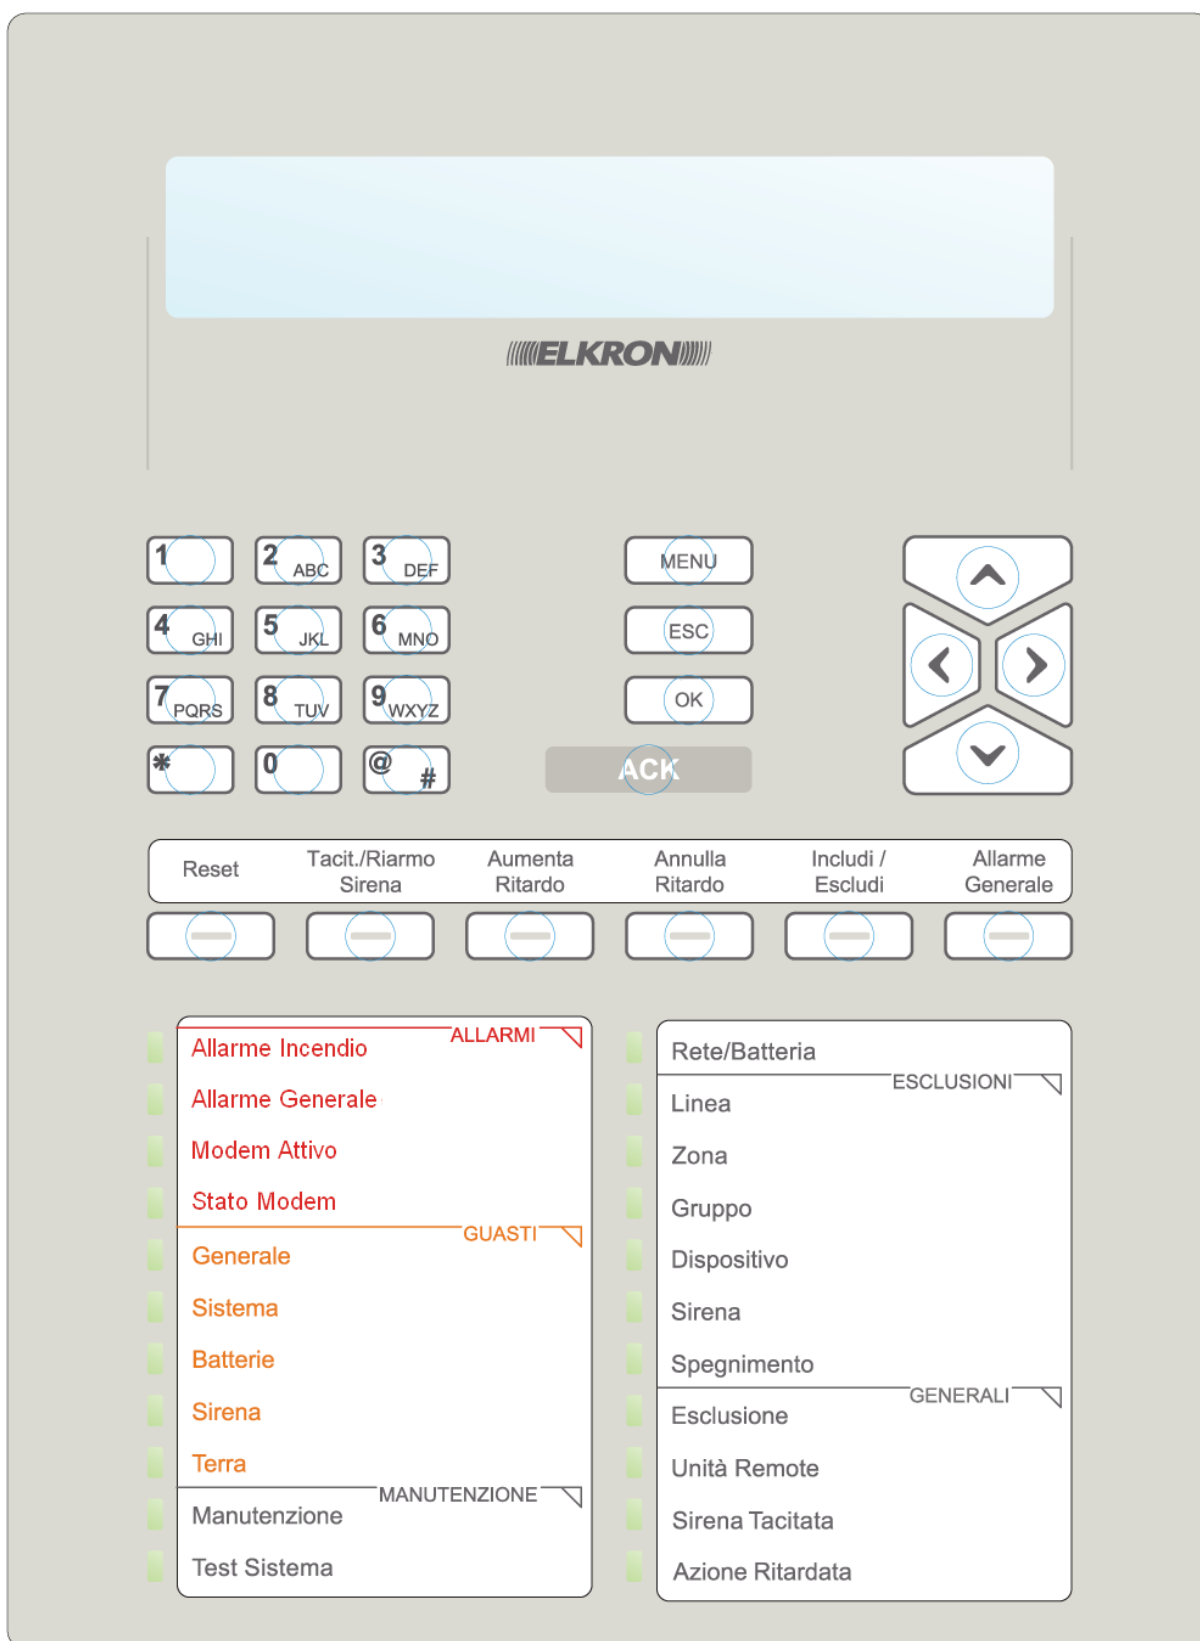 ELKRON
1
2 ABC
3 DEF
MENU
4 GHI
5 JKL
6 MNO
ESC
7 PQRS
8 TUV
9 WXYZ
OK
*
0
@ #
ACK
Reset
Tacit./Riarmo
Sirena
Aumenta
Ritardo
Annulla
Ritardo
Includi /
Escludi
Allarme
Generale
ALLARMI
Allarme Incendio
Allarme Generale
Modem Attivo
Stato Modem
GUASTI
Generale
Sistema
Batterie
Sirena
Terra
MANUTENZIONE
Manutenzione
Test Sistema
Rete/Batteria
ESCLUSIONI
Linea
Zona
Gruppo
Dispositivo
Sirena
Spegnimento
GENERALI
Esclusione
Unità Remote
Sirena Tacitata
Azione Ritardata